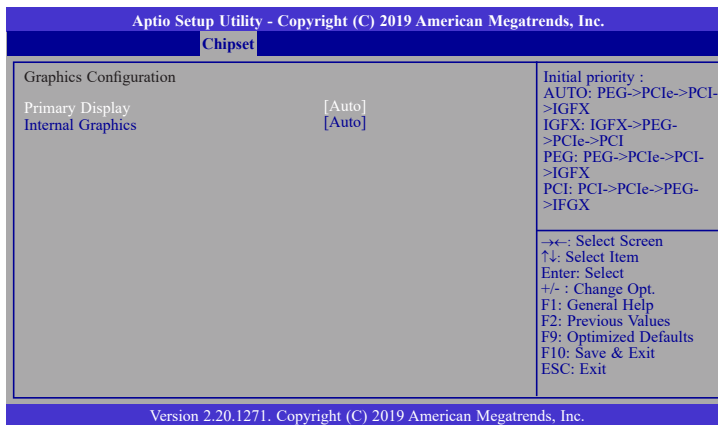 Aptio Setup Utility - Copyright (C) 2019 American Megatrends, Inc.
Chipset
Graphics Configuration
Primary Display [Auto]
Internal Graphics [Auto]
Initial priority :
AUTO: PEG->PCIe->PCI-
>IGFX
IGFX: IGFX->PEG-
>PCIe->PCI
PEG: PEG->PCIe->PCI-
>IGFX
PCI: PCI->PCIe->PEG-
>IFGX
→←: Select Screen
↑↓: Select Item
Enter: Select
+/- : Change Opt.
F1: General Help
F2: Previous Values
F9: Optimized Defaults
F10: Save & Exit
ESC: Exit
Version 2.20.1271. Copyright (C) 2019 American Megatrends, Inc.